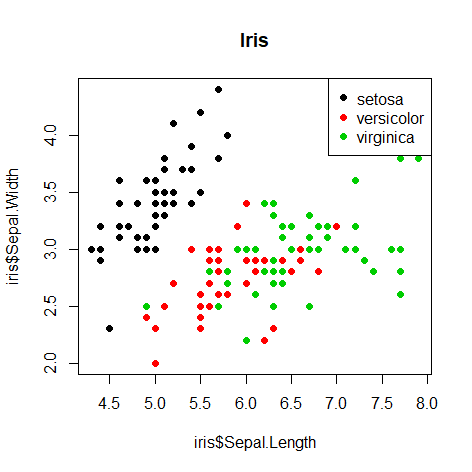 Iris
setosa
versicolor
virginica
iris$Sepal.Width
4.0
3.5
3.0
2.5
2.0
4.5 5.0 5.5 6.0 6.5 7.0 7.5 8.0
iris$Sepal.Length